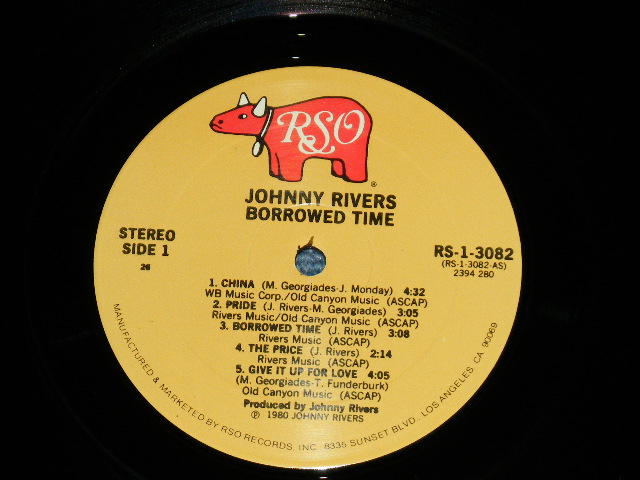 RSO
®
JOHNNY RIVERS
BORROWED TIME
STEREO
SIDE 1
26
RS-1-3082
(RS-1-3082-AS)
2394 280
1. CHINA (M. Georgiades-J. Monday) 4:32
WB Music Corp./Old Canyon Music (ASCAP)
2. PRIDE (J. Rivers-M. Georgiades) 3:05
Rivers Music/Old Canyon Music (ASCAP)
3. BORROWED TIME (J. Rivers) 3:08
Rivers Music (ASCAP)
4. THE PRICE (J. Rivers) 2:14
Rivers Music (ASCAP)
5. GIVE IT UP FOR LOVE 4:05
(M. Georgiades-T. Funderburk)
Old Canyon Music (ASCAP)
Produced by Johnny Rivers
℗ 1980 JOHNNY RIVERS
MANUFACTURED & MARKETED BY RSO RECORDS, INC. 8335 SUNSET BLVD., LOS ANGELES, CA 90069